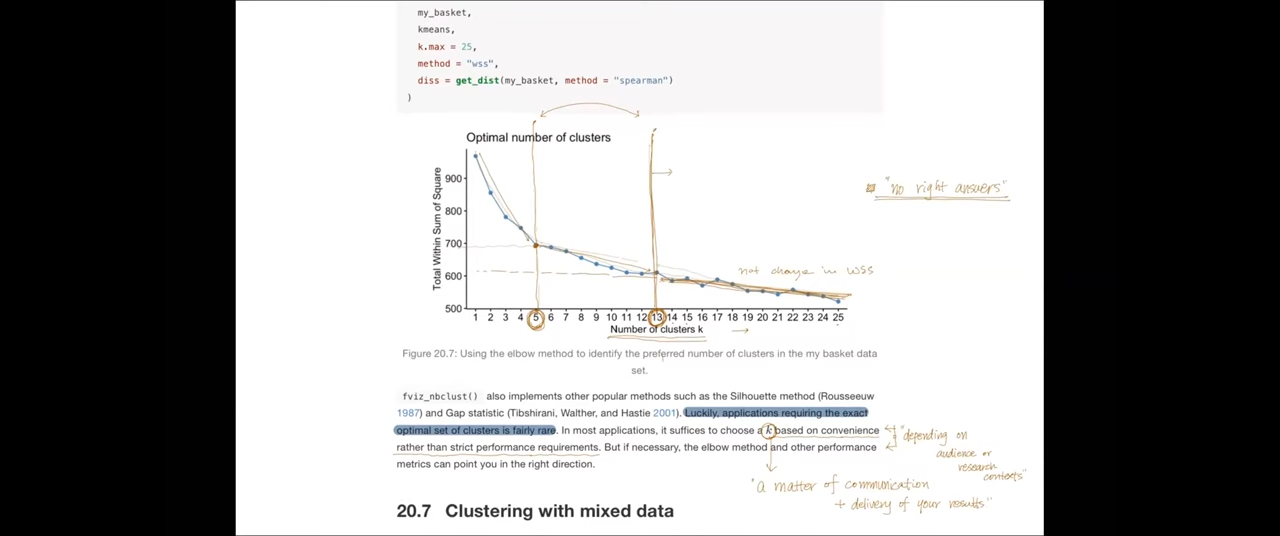 my_basket,
kmeans,
k.max = 25,
method = "wss",
diss = get_dist(my_basket, method = "spearman")
)
Optimal number of clusters
Total Within Sum of Square
900
800
700
600
500
1 2 3 4 5 6 7 8 9 10 11 12 13 14 15 16 17 18 19 20 21 22 23 24 25
Number of clusters k
"no right answers"
not change in WSS
Figure 20.7: Using the elbow method to identify the preferred number of clusters in the my basket data
set.
fviz_nbclust() also implements other popular methods such as the Silhouette method (Rousseeuw
1987) and Gap statistic (Tibshirani, Walther, and Hastie 2001). Luckily, applications requiring the exact
optimal set of clusters is fairly rare. In most applications, it suffices to choose a k based on convenience
rather than strict performance requirements. But if necessary, the elbow method and other performance
metrics can point you in the right direction.
"depending on
audience or
research
contexts"
"a matter of communication
+ delivery of your results"
20.7 Clustering with mixed data